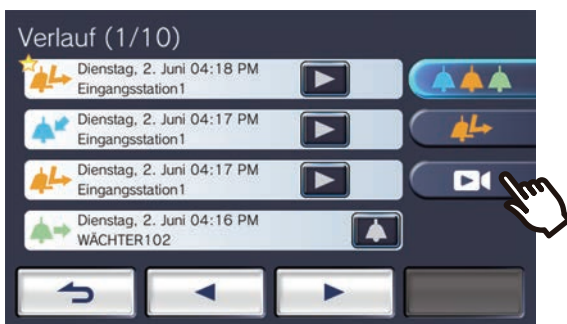 Verlauf (1/10)
Dienstag, 2. Juni 04:18 PM
Eingangsstation1
Dienstag, 2. Juni 04:17 PM
Eingangsstation1
Dienstag, 2. Juni 04:17 PM
Eingangsstation1
Dienstag, 2. Juni 04:16 PM
WÄCHTER102